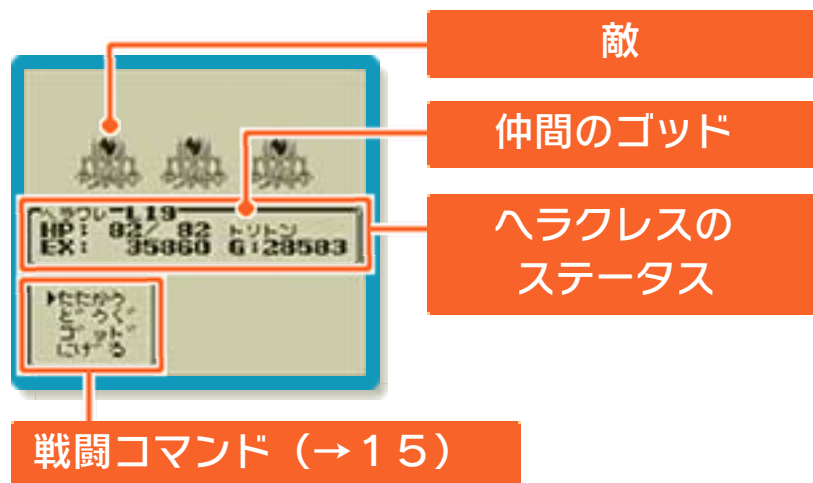 敵
仲間のゴッド
ヘラクレスの
ステータス
ヘラクレ L19
HP: 82/ 82 トリトン
EX: 35860 G:28583
▶たたかう
どうぐ
ゴッド
にげる
戦闘コマンド（→15）